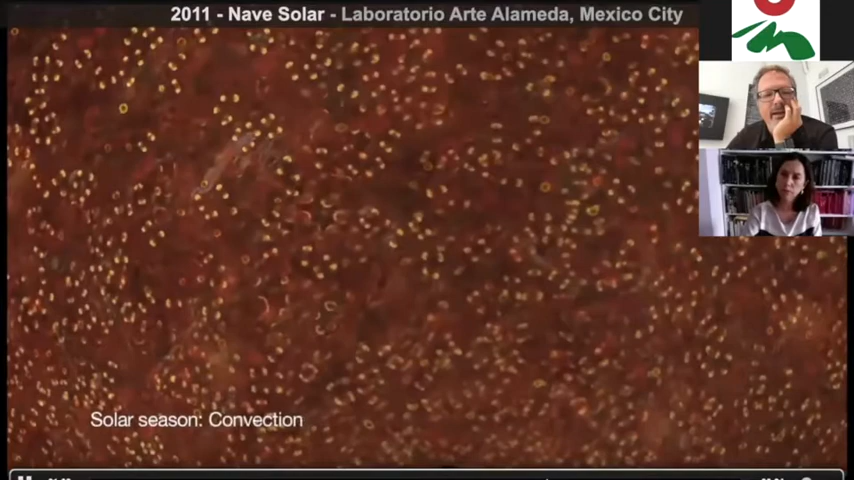 2011 - Nave Solar - Laboratorio Arte Alameda, Mexico City
Solar season: Convection